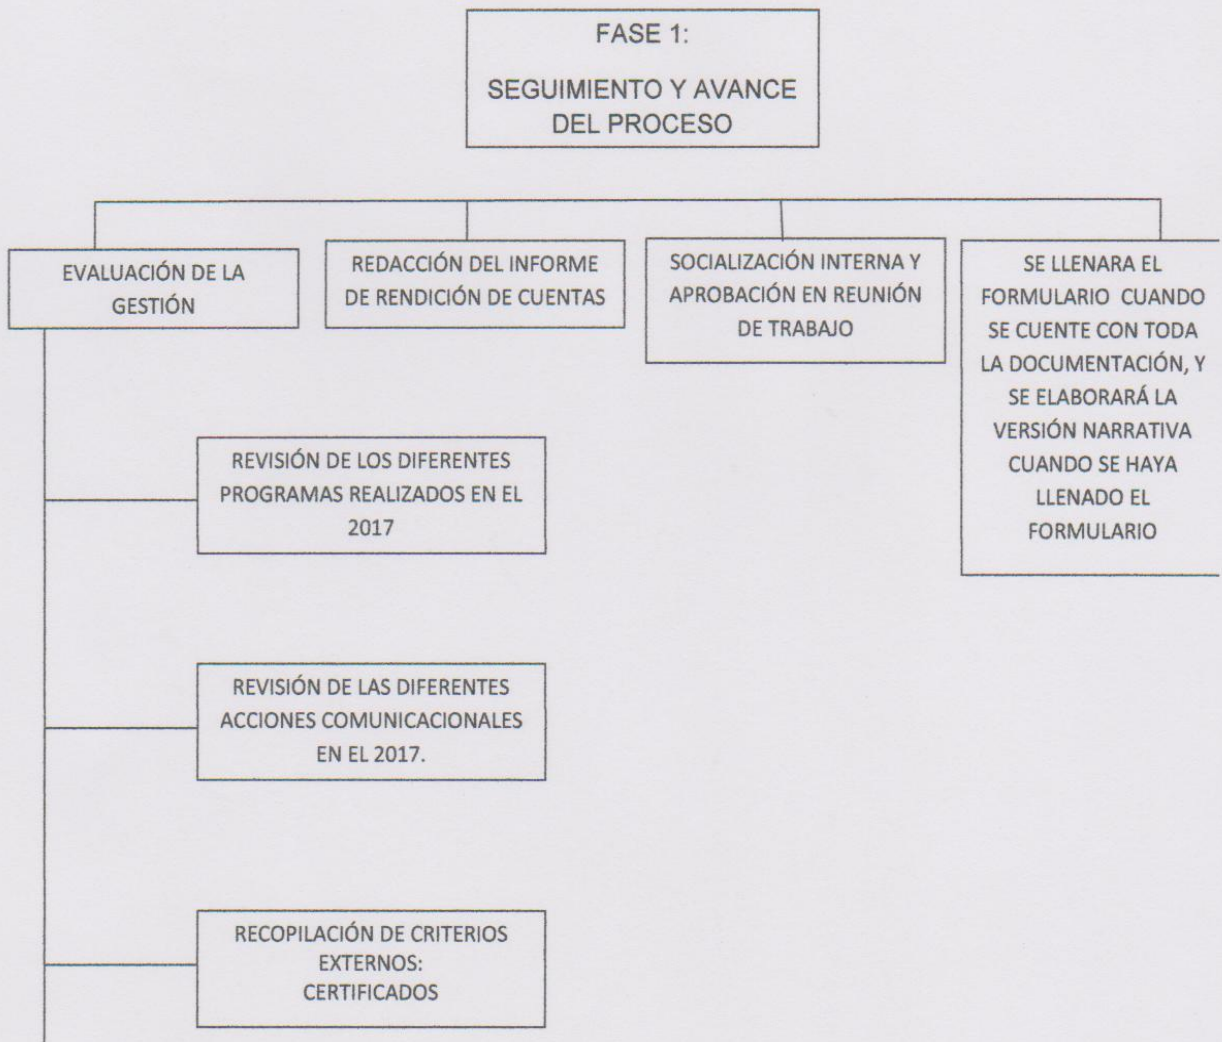 FASE 1:
SEGUIMIENTO Y AVANCE
DEL PROCESO
EVALUACIÓN DE LA
GESTIÓN
REDACCIÓN DEL INFORME
DE RENDICIÓN DE CUENTAS
SOCIALIZACIÓN INTERNA Y
APROBACIÓN EN REUNIÓN
DE TRABAJO
SE LLENARA EL
FORMULARIO CUANDO
SE CUENTE CON TODA
LA DOCUMENTACIÓN, Y
SE ELABORARÁ LA
VERSIÓN NARRATIVA
CUANDO SE HAYA
LLENADO EL
FORMULARIO
REVISIÓN DE LOS DIFERENTES
PROGRAMAS REALIZADOS EN EL
2017
REVISIÓN DE LAS DIFERENTES
ACCIONES COMUNICACIONALES
EN EL 2017.
RECOPILACIÓN DE CRITERIOS
EXTERNOS:
CERTIFICADOS